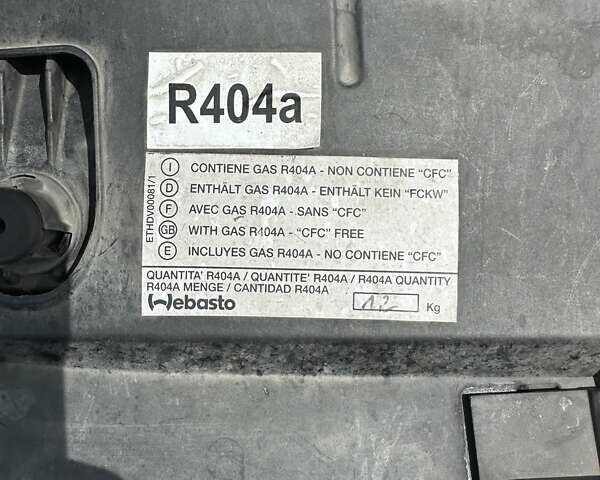 R404a
ETHDV00081/1
I CONTIENE GAS R404A - NON CONTIENE "CFC"
D ENTHÄLT GAS R404A - ENTHÄLT KEIN "FCKW"
F AVEC GAS R404A - SANS "CFC"
GB WITH GAS R404A - "CFC" FREE
E INCLUYES GAS R404A - NO CONTIENE "CFC"
QUANTITA' R404A / QUANTITE' R404A / R404A QUANTITY
R404A MENGE / CANTIDAD R404A
Webasto 1,2 Kg